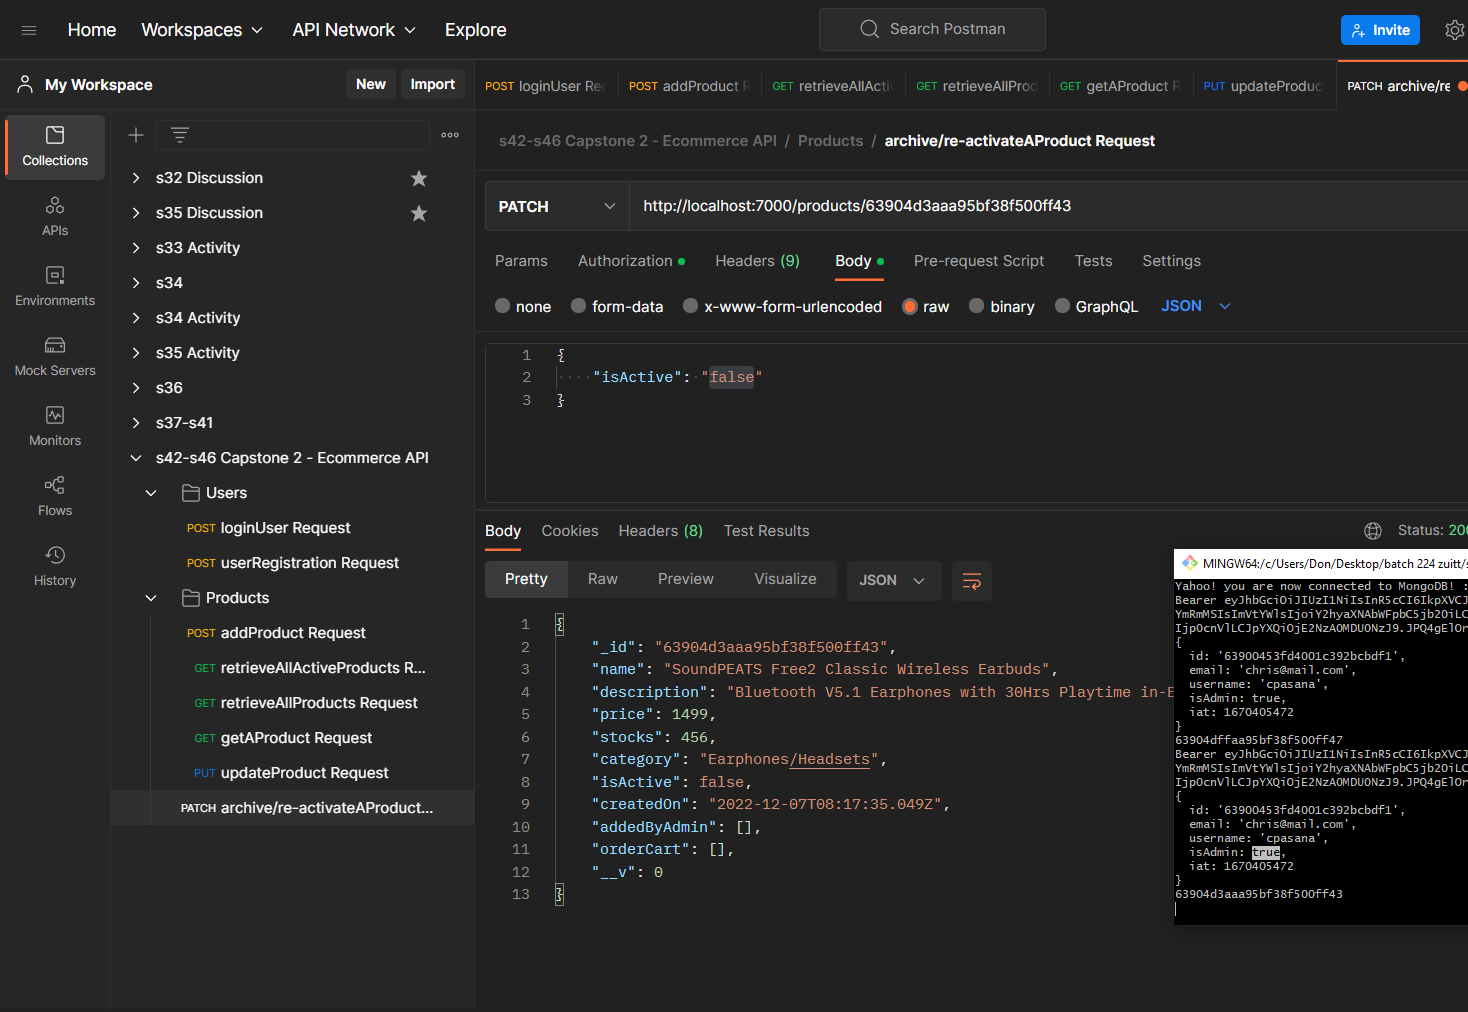 Home Workspaces API Network Explore Search Postman Invite
My Workspace New Import
POST loginUser Re
POST addProduct R
GET retrieveAllActiv
GET retrieveAllProd
GET getAProduct R
PUT updateProduct
PATCH archive/re
s42-s46 Capstone 2 - Ecommerce API / Products / archive/re-activateAProduct Request
Collections
APIs
Environments
Mock Servers
Monitors
Flows
History
s32 Discussion
s35 Discussion
s33 Activity
s34
s34 Activity
s35 Activity
s36
s37-s41
s42-s46 Capstone 2 - Ecommerce API
Users
POST loginUser Request
POST userRegistration Request
Products
POST addProduct Request
GET retrieveAllActiveProducts R...
GET retrieveAllProducts Request
GET getAProduct Request
PUT updateProduct Request
PATCH archive/re-activateAProduct...
PATCH http://localhost:7000/products/63904d3aaa95bf38f500ff43
Params Authorization Headers (9) Body Pre-request Script Tests Settings
none form-data x-www-form-urlencoded raw binary GraphQL JSON
1 {
2 "isActive": "false"
3 }
Body Cookies Headers (8) Test Results Status: 200
Pretty Raw Preview Visualize JSON
1 {
2 "_id": "63904d3aaa95bf38f500ff43",
3 "name": "SoundPEATS Free2 Classic Wireless Earbuds",
4 "description": "Bluetooth V5.1 Earphones with 30Hrs Playtime in-E
5 "price": 1499,
6 "stocks": 456,
7 "category": "Earphones/Headsets",
8 "isActive": false,
9 "createdOn": "2022-12-07T08:17:35.049Z",
10 "addedByAdmin": [],
11 "orderCart": [],
12 "__v": 0
13 }
MINGW64:/c/Users/Don/Desktop/batch 224 zuitt/s
Yahoo! you are now connected to MongoDB! :
Bearer eyJhbGciOiJIUzI1NiIsInR5cCI6IkpXVCJ
YmRmMSIsImVtYWlsIjoiY2hyaXNAbWFpbC5jb20iLC
IjpOcnVlLCJpYXQiOjE2NzA0MDU0NzJ9.JPQ4gElOr
{
id: '63900453fd4001c392bcbdf1',
email: 'chris@mail.com',
username: 'cpasana',
isAdmin: true,
iat: 1670405472
}
63904dffaa95bf38f500ff47
Bearer eyJhbGciOiJIUzI1NiIsInR5cCI6IkpXVCJ
YmRmMSIsImVtYWlsIjoiY2hyaXNAbWFpbC5jb20iLC
IjpOcnVlLCJpYXQiOjE2NzA0MDU0NzJ9.JPQ4gElOr
{
id: '63900453fd4001c392bcbdf1',
email: 'chris@mail.com',
username: 'cpasana',
isAdmin: true,
iat: 1670405472
}
63904d3aaa95bf38f500ff43